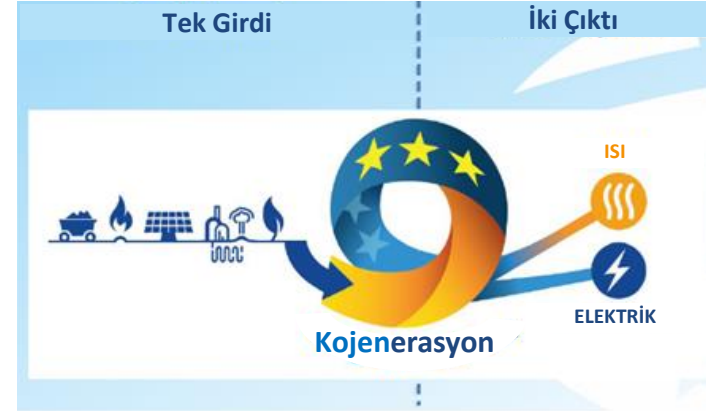 Tek Girdi
İki Çıktı
ISI
ELEKTRİK
Kojenerasyon